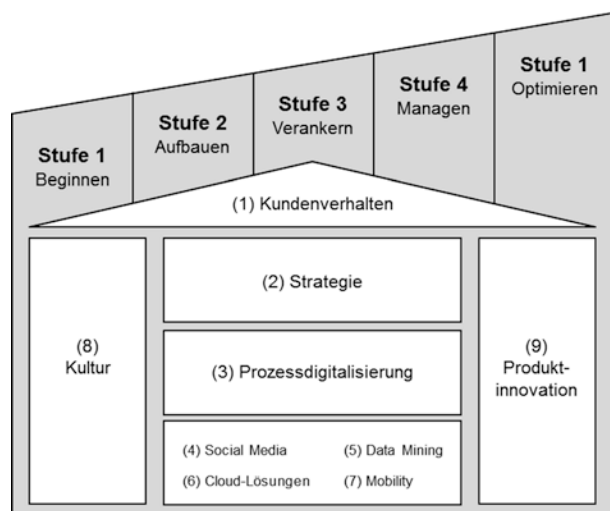 Stufe 1
Beginnen
Stufe 2
Aufbauen
Stufe 3
Verankern
Stufe 4
Managen
Stufe 1
Optimieren
(1) Kundenverhalten
(8)
Kultur
(2) Strategie
(3) Prozessdigitalisierung
(4) Social Media
(5) Data Mining
(6) Cloud-Lösungen
(7) Mobility
(9)
Produkt-
innovation